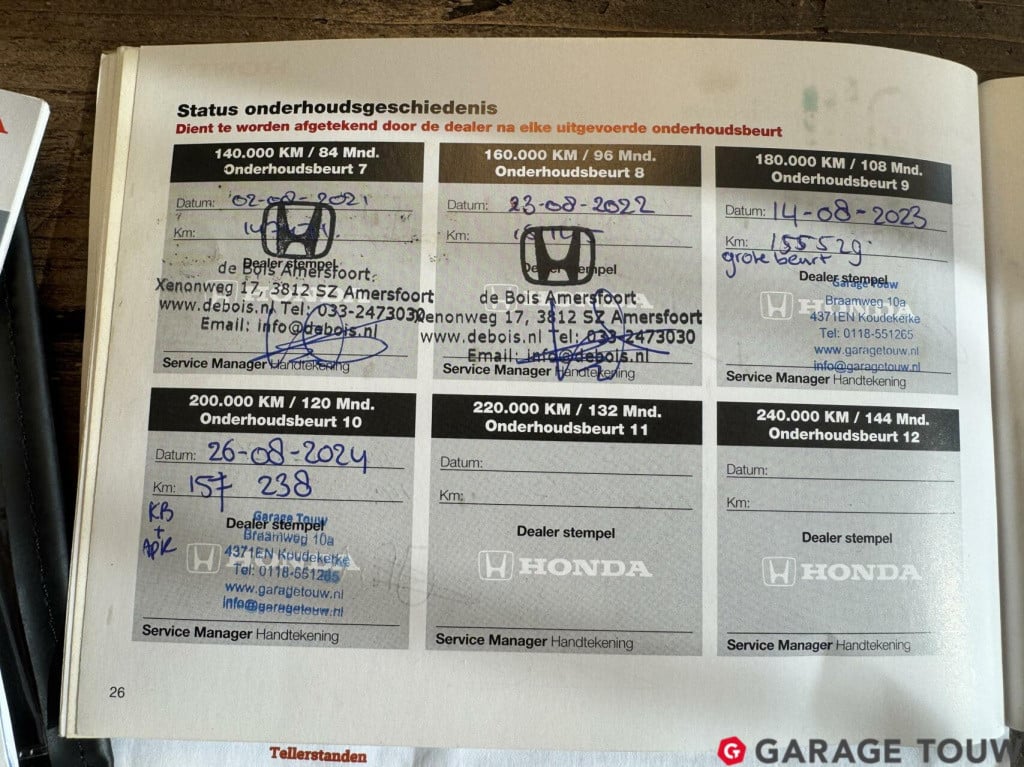 Status onderhoudsgeschiedenis
Dient te worden afgetekend door de dealer na elke uitgevoerde onderhoudsbeurt
140.000 KM / 84 Mnd.
Onderhoudsbeurt 7
Datum: 02-08-2021
Km:
Dealer stempel
de Bois Amersfoort
Xenonweg 17, 3812 SZ Amersfoort
www.debois.nl Tel: 033-2473030
Email: info@debois.nl
Service Manager Handtekening
160.000 KM / 96 Mnd.
Onderhoudsbeurt 8
Datum: 23-08-2022
Km:
Dealer stempel
de Bois Amersfoort
Xenonweg 17, 3812 SZ Amersfoort
www.debois.nl Tel: 033-2473030
Email: info@debois.nl
Service Manager Handtekening
180.000 KM / 108 Mnd.
Onderhoudsbeurt 9
Datum: 14-08-2023
Km: 155529.
grote beurt
Dealer stempel
Garage Touw
Braamweg 10a
4371EN Koudekerke
Tel: 0118-551265
www.garagetouw.nl
info@garagetouw.nl
Service Manager Handtekening
200.000 KM / 120 Mnd.
Onderhoudsbeurt 10
Datum: 26-08-2024
Km: 157 238
KB
+
APK
Dealer stempel
Garage Touw
Braamweg 10a
4371EN Koudekerke
Tel: 0118-551265
www.garagetouw.nl
info@garagetouw.nl
Service Manager Handtekening
220.000 KM / 132 Mnd.
Onderhoudsbeurt 11
Datum:
Km:
Dealer stempel
HONDA
Service Manager Handtekening
240.000 KM / 144 Mnd.
Onderhoudsbeurt 12
Datum:
Km:
Dealer stempel
HONDA
Service Manager Handtekening
26
Tellerstanden
GARAGE TOUW